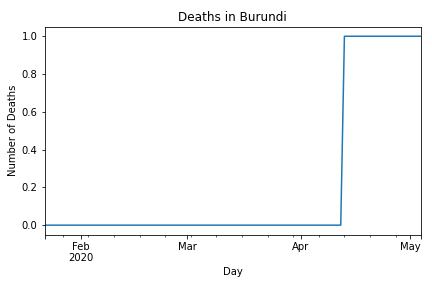 Deaths in Burundi
Number of Deaths
1.0
0.8
0.6
0.4
0.2
0.0
Feb
2020
Mar
Apr
May
Day